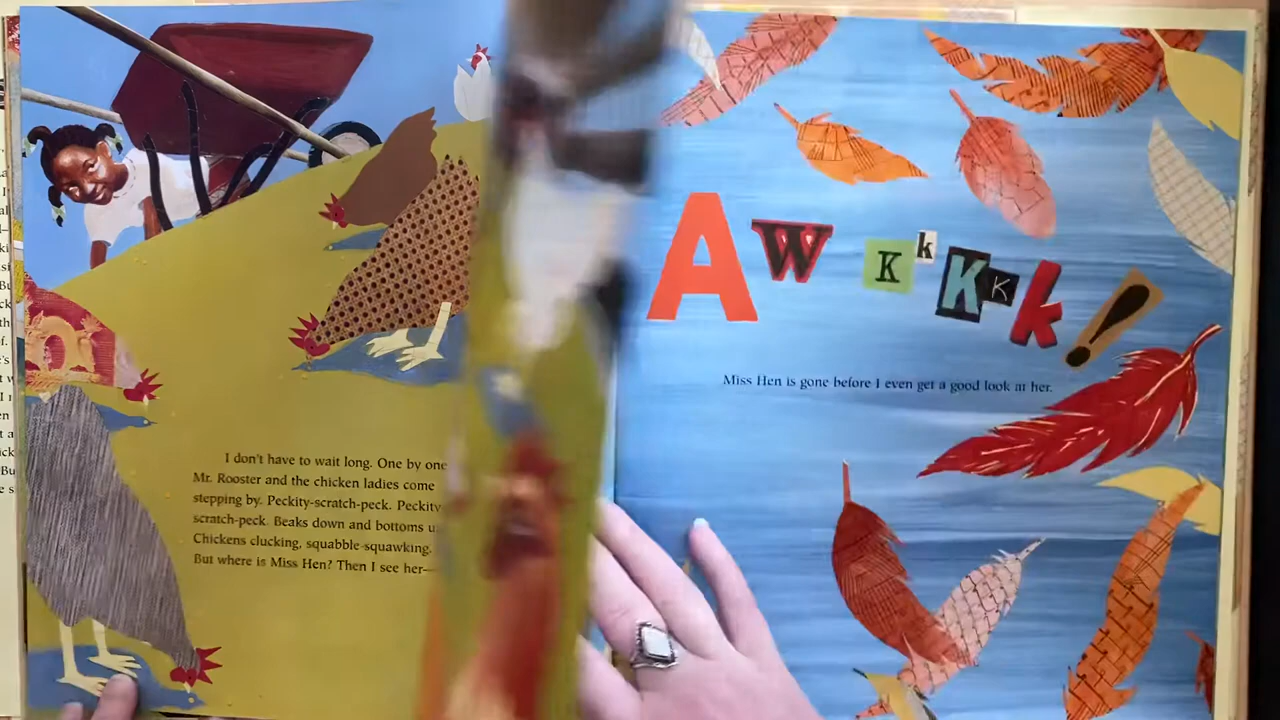 I don't have to wait long. One by one
Mr. Rooster and the chicken ladies come
stepping by. Peckity-scratch-peck. Peckity-
scratch-peck. Beaks down and bottoms u
Chickens clucking, squabble-squawking.
But where is Miss Hen? Then I see her—
AWKkKKk!
Miss Hen is gone before I even get a good look at her.